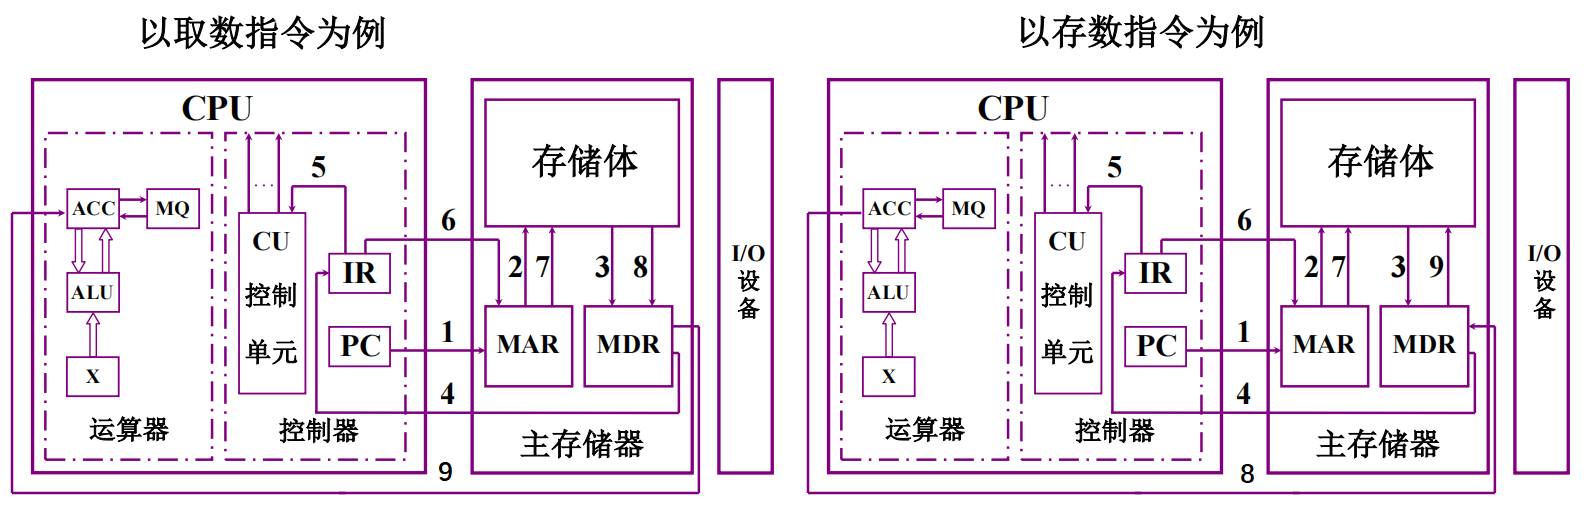 以取数指令为例
CPU
5
ACC
MQ
...
CU
控制
单元
IR
ALU
PC
X
运算器
控制器
6
1
4
9
存储体
2
7
3
8
MAR
MDR
主存储器
I/O
设
备
以存数指令为例
CPU
5
ACC
MQ
...
CU
控制
单元
IR
ALU
PC
X
运算器
控制器
6
1
4
8
存储体
2
7
3
9
MAR
MDR
主存储器
I/O
设
备